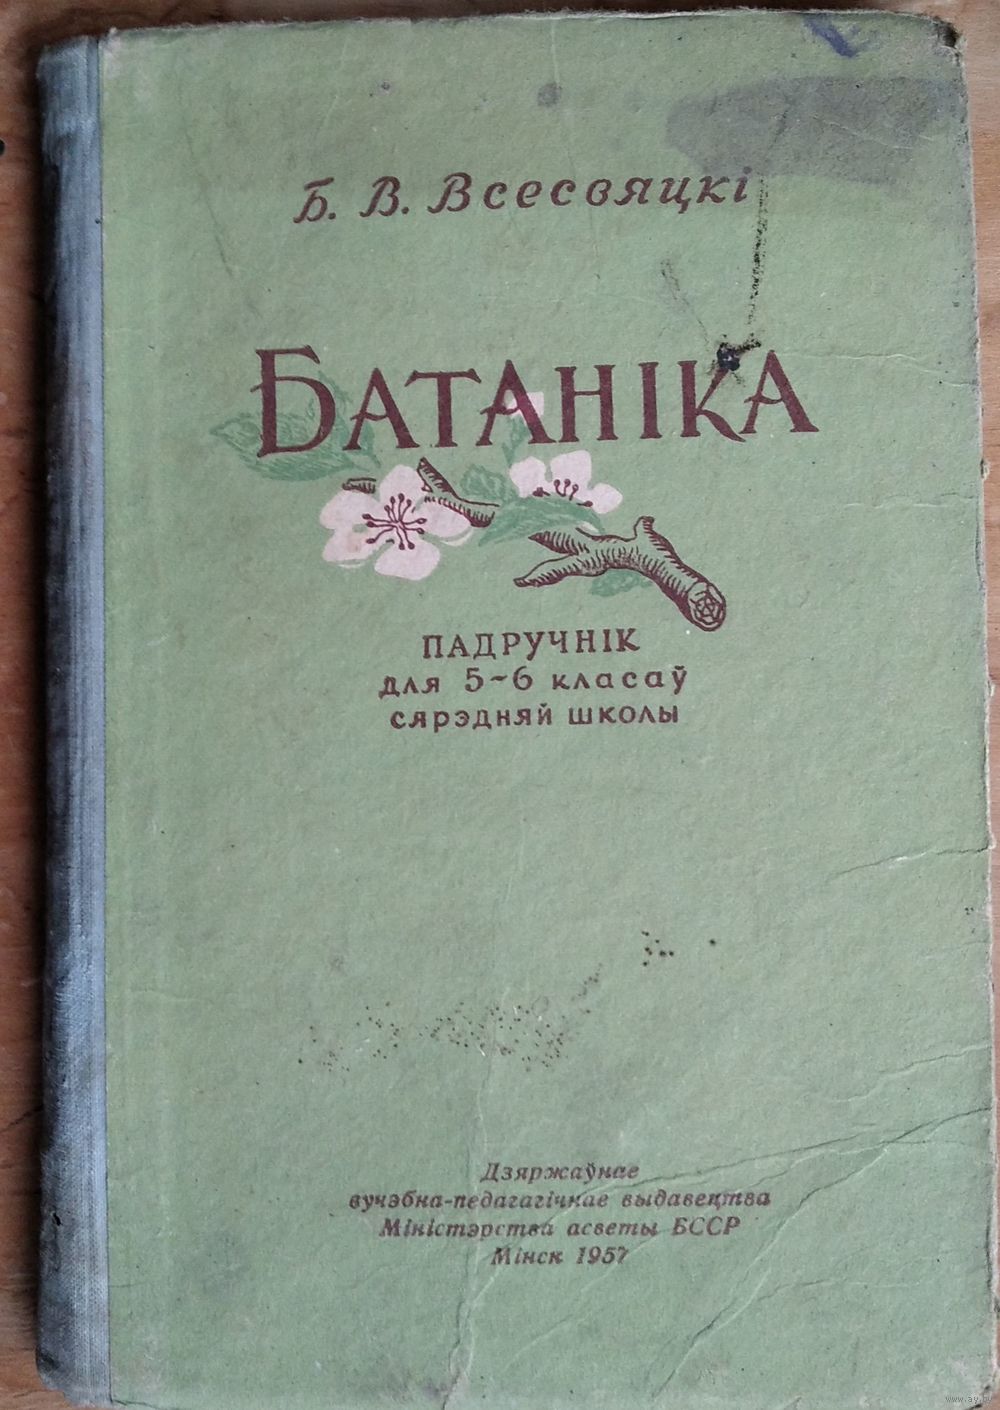 Б. В. Всесвяцкі
БАТАНІКА
ПАДРУЧНІК
для 5~6 класаў
сярэдняй школы
Дзяржаўнае
вучэбна-педагагічнае выдавецтва
Міністэрства асветы БССР
Мінск 1957